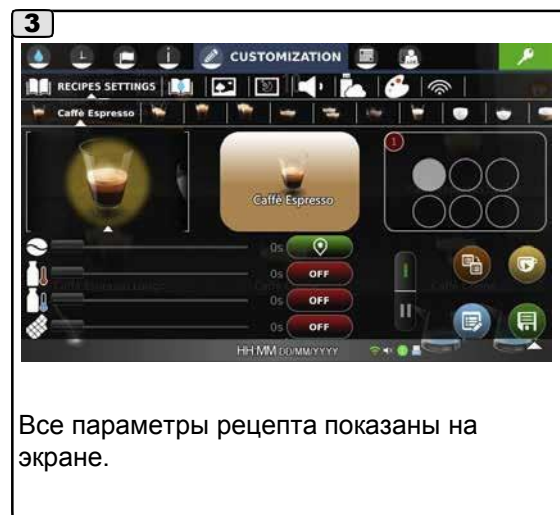 3
CUSTOMIZATION
RECIPES SETTINGS
Caffè Espresso
1
Caffé Espresso
0s
0s OFF
0s OFF
0s OFF
HH:MM DD/MM/YYYY
Все параметры рецепта показаны на
экране.